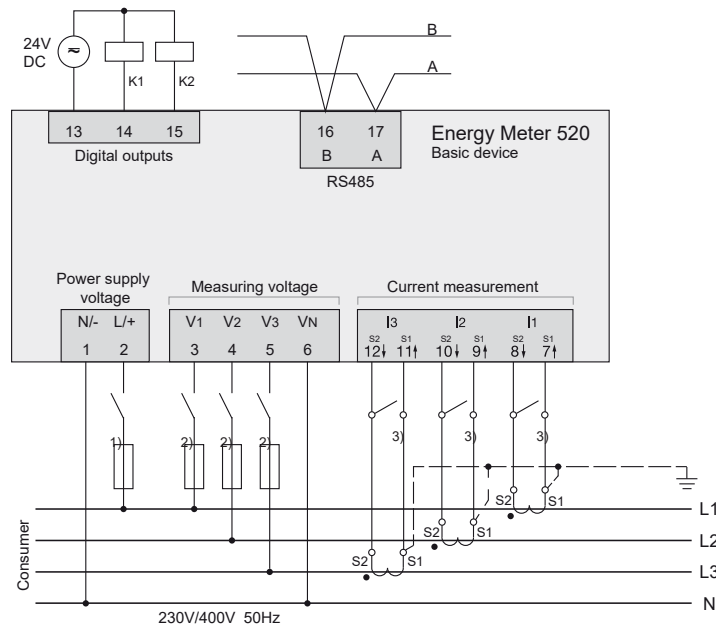 24V
DC
K1
K2
B
A
13 14 15
Digital outputs
16 17
B A
RS485
Energy Meter 520
Basic device
Power supply
voltage
Measuring voltage
Current measurement
N/- L/+
V1 V2 V3 VN
I3 I2 I1
S2 S1 S2 S1 S2 S1
1 2
3 4 5 6
12↓ 11↑ 10↓ 9↑ 8↓ 7↑
1)
2) 2) 2)
3) 3) 3)
S2 S1
L1
S2 S1
L2
S2 S1
L3
N
Consumer
230V/400V 50Hz